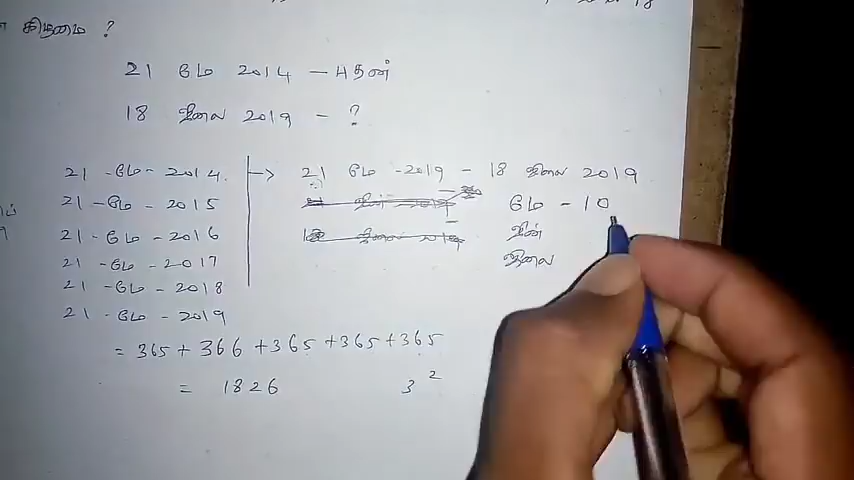 கிழமை ?
21 மே 2014 – புதன்
18 ஜூலை 2019 – ?
21 - மே - 2014 → 21 மே - 2019 - 18 ஜூலை 2019
21 - மே - 2015
மே - 10
21 - மே - 2016
ஜூன்
21 - மே - 2017
ஜூலை
21 - மே - 2018
21 - மே - 2019
= 365 + 366 + 365 + 365 + 365
= 1826 3 2